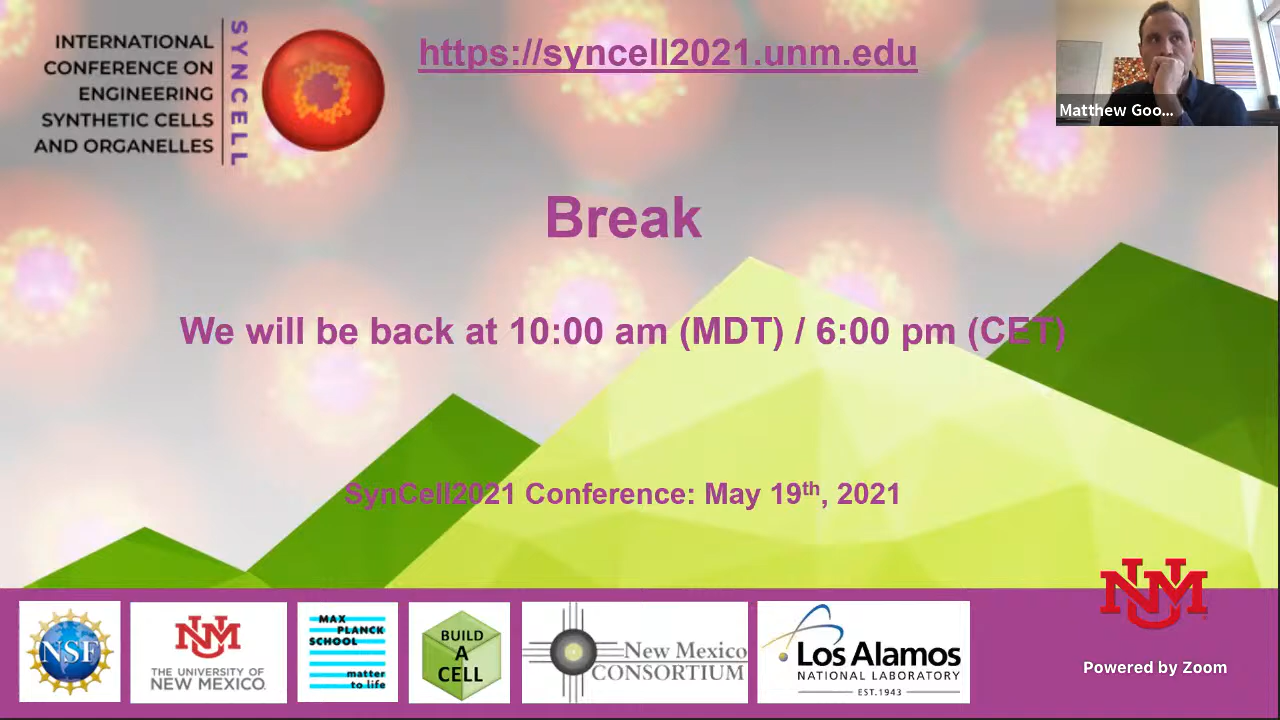 INTERNATIONAL
CONFERENCE ON
ENGINEERING
SYNTHETIC CELLS
AND ORGANELLES
SYNCELL
https://syncell2021.unm.edu
Matthew Goo...
Break
We will be back at 10:00 am (MDT) / 6:00 pm (CET)
SynCell2021 Conference: May 19th, 2021
NSF
UNM
THE UNIVERSITY OF
NEW MEXICO.
MAX
PLANCK
SCHOOL
matter
to life
BUILD
A
CELL
New Mexico
CONSORTIUM
Los Alamos
NATIONAL LABORATORY
EST.1943
UNM
Powered by Zoom